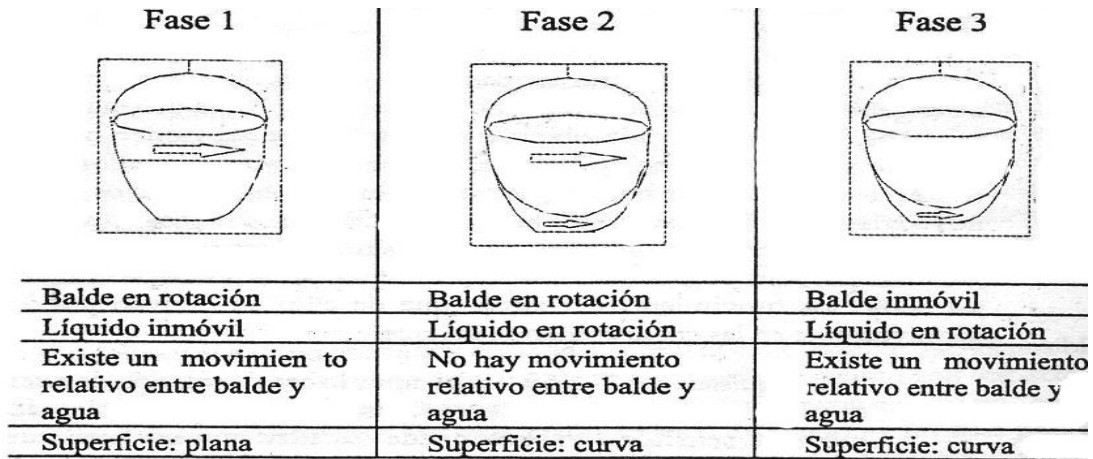 Fase 1
Fase 2
Fase 3
Balde en rotación
Balde en rotación
Balde inmóvil
Líquido inmóvil
Líquido en rotación
Líquido en rotación
Existe un movimien to
relativo entre balde y
agua
No hay movimiento
relativo entre balde y
agua
Existe un movimiento
relativo entre balde y
agua
Superficie: plana
Superficie: curva
Superficie: curva